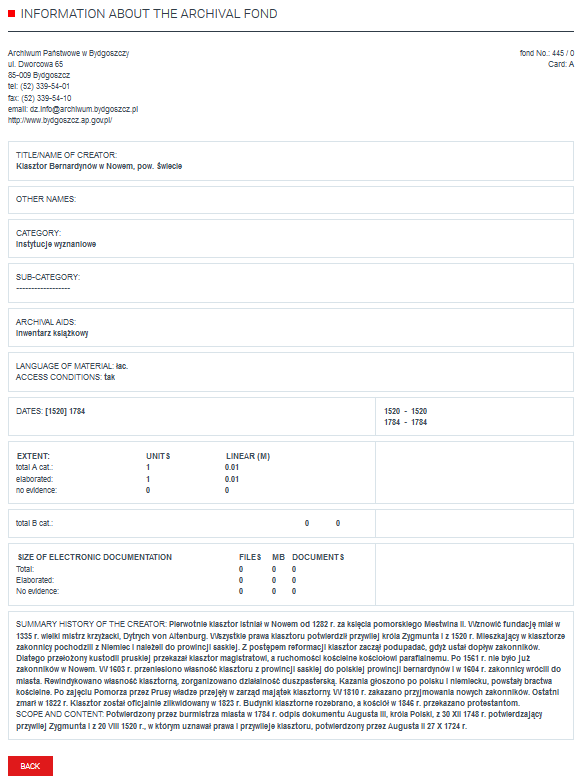 INFORMATION ABOUT THE ARCHIVAL FOND
Archiwum Państwowe w Bydgoszczy
ul. Dworcowa 65
85-009 Bydgoszcz
tel: (52) 339-54-01
fax: (52) 339-54-10
email: dz.info@archiwum.bydgoszcz.pl
http://www.bydgoszcz.ap.gov.pl/
fond No.: 445 / 0
Card: A
TITLE/NAME OF CREATOR:
Klasztor Bernardynów w Nowem, pow. Świecie
OTHER NAMES:
CATEGORY:
instytucje wyznaniowe
SUB-CATEGORY:
------------------
ARCHIVAL AIDS:
Inwentarz książkowy
LANGUAGE OF MATERIAL: łac.
ACCESS CONDITIONS: tak
DATES: [1520] 1784
1520 - 1520
1784 - 1784
EXTENT: UNITS LINEAR (M)
total A cat.: 1 0.01
elaborated: 1 0.01
no evidence: 0 0
total B cat.: 0 0
SIZE OF ELECTRONIC DOCUMENTATION FILES MB DOCUMENTS
Total: 0 0 0
Elaborated: 0 0 0
No evidence: 0 0 0
SUMMARY HISTORY OF THE CREATOR: Pierwotnie klasztor istniał w Nowem od 1282 r. za księcia pomorskiego Mestwina II. Wznowić fundację miał w
1335 r. wielki mistrz krzyżacki, Dytrych von Altenburg. Wszystkie prawa klasztoru potwierdził przywilej króla Zygmunta I z 1520 r. Mieszkający w klasztorze
zakonnicy pochodzili z Niemiec i należeli do prowincji saskiej. Z postępem reformacji klasztor zaczął podupadać, gdyż ustał dopływ zakonników.
Dlatego przełożony kustodii pruskiej przekazał klasztor magistratowi, a ruchomości kościelne kościołowi parafialnemu. Po 1561 r. nie było już
zakonników w Nowem. W 1603 r. przeniesiono własność klasztoru z prowincji saskiej do polskiej prowincji bernardynów i w 1604 r. zakonnicy wrócili do
miasta. Rewindykowano własność klasztorną, zorganizowano działalność duszpasterską. Kazania głoszono po polsku i niemiecku, powstały bractwa
kościelne. Po zajęciu Pomorza przez Prusy władze przejęły w zarząd majątek klasztorny. W 1810 r. zakazano przyjmowania nowych zakonników. Ostatni
zmarł w 1822 r. Klasztor został oficjalnie zlikwidowany w 1823 r. Budynki klasztorne rozebrano, a kościół w 1846 r. przekazano protestantom.
SCOPE AND CONTENT: Potwierdzony przez burmistrza miasta w 1784 r. odpis dokumentu Augusta III, króla Polski, z 30 XII 1748 r. potwierdzający
przywilej Zygmunta I z 20 VIII 1520 r., w którym uznawał prawa i przywileje klasztoru, potwierdzony przez Augusta II 27 X 1724 r.
BACK